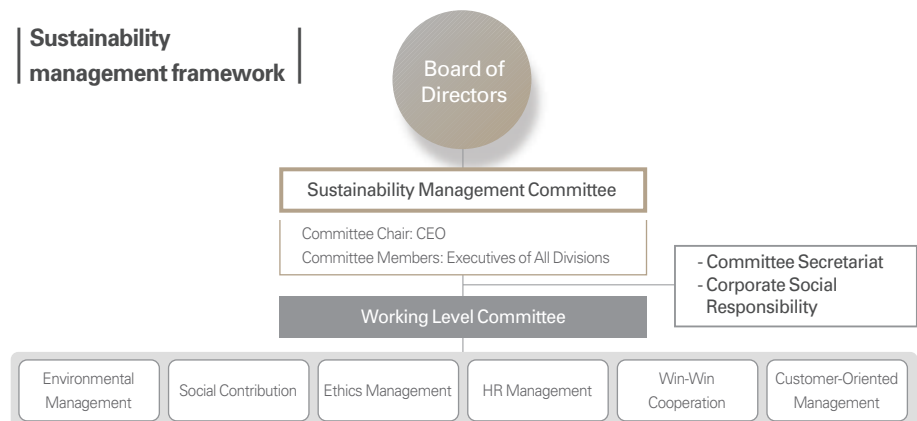 Sustainability
management framework
Board of
Directors
Sustainability Management Committee
Committee Chair: CEO
Committee Members: Executives of All Divisions
- Committee Secretariat
- Corporate Social
Responsibility
Working Level Committee
Environmental
Management
Social Contribution
Ethics Management
HR Management
Win-Win
Cooperation
Customer-Oriented
Management